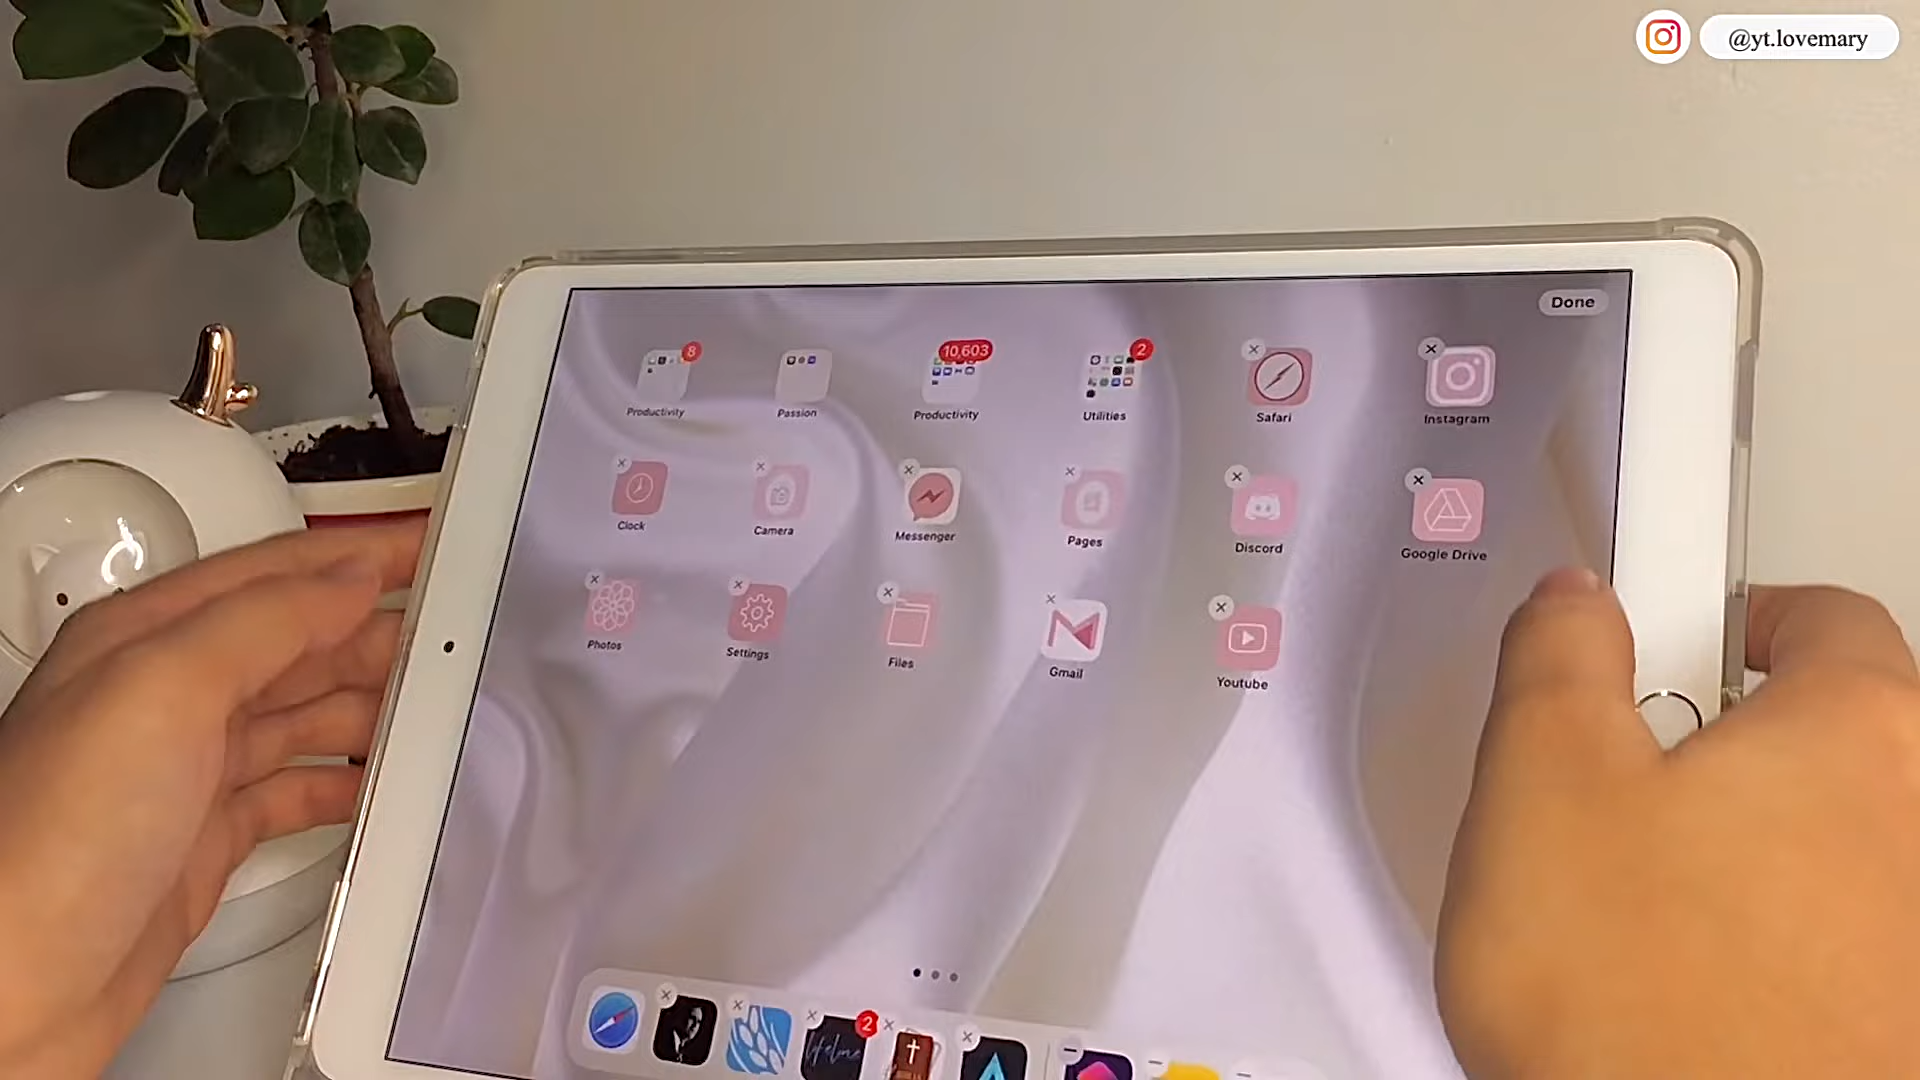 @yt.lovemary
Done
8
10,603
2
Productivity
Passion
Productivity
Utilities
Safari
Instagram
Clock
Camera
Messenger
Pages
Discord
Google Drive
Photos
Settings
Files
Gmail
Youtube
2
lifeline